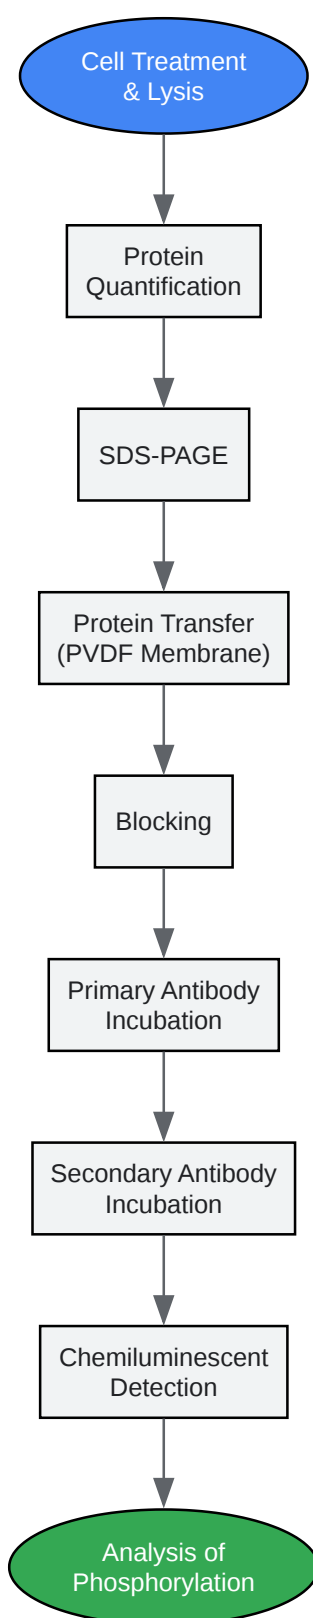 Cell Treatment
& Lysis
Protein
Quantification
SDS-PAGE
Protein Transfer
(PVDF Membrane)
Blocking
Primary Antibody
Incubation
Secondary Antibody
Incubation
Chemiluminescent
Detection
Analysis of
Phosphorylation